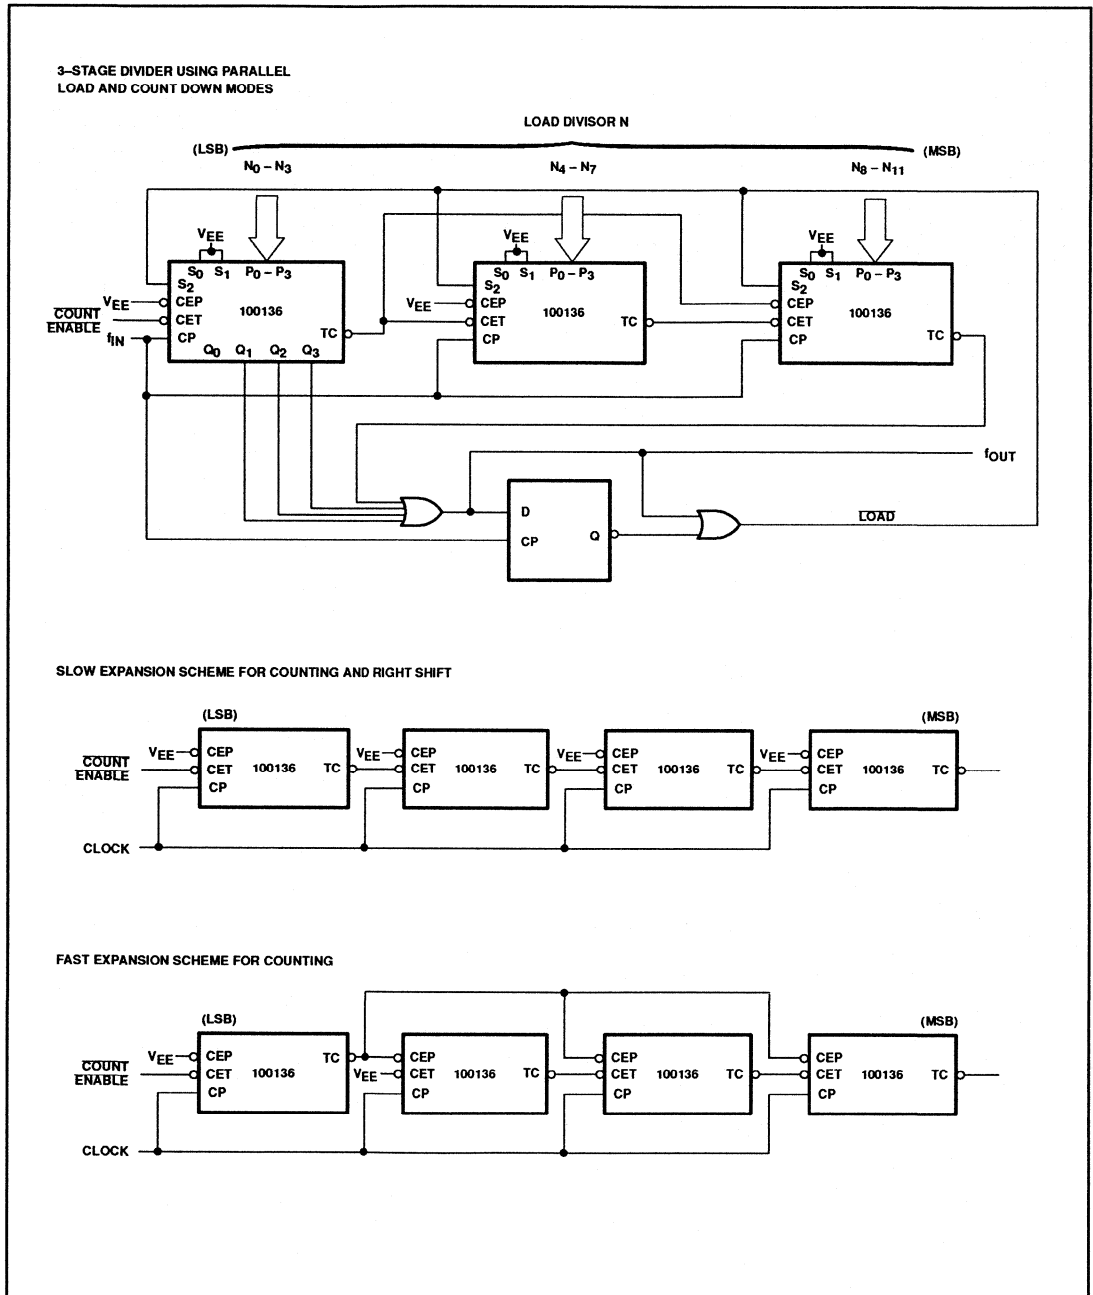 3–STAGE DIVIDER USING PARALLEL
LOAD AND COUNT DOWN MODES
LOAD DIVISOR N
(LSB)
(MSB)
N0 – N3
N4 – N7
N8 – N11
VEE
VEE
VEE
S0 S1 P0 – P3
S0 S1 P0 – P3
S0 S1 P0 – P3
S2
S2
S2
VEE
CEP
100136
VEE
CEP
100136
CEP
100136
COUNT
ENABLE
CET
TC
CET
TC
CET
TC
fIN
CP
CP
CP
Q0 Q1 Q2 Q3
fOUT
D
CP
Q
LOAD
SLOW EXPANSION SCHEME FOR COUNTING AND RIGHT SHIFT
(LSB)
(MSB)
VEE
CEP
VEE
CEP
VEE
CEP
VEE
CEP
COUNT
ENABLE
CET 100136 TC
CET 100136 TC
CET 100136 TC
CET 100136 TC
CP
CP
CP
CP
CLOCK
FAST EXPANSION SCHEME FOR COUNTING
(LSB)
(MSB)
VEE
CEP
TC
CEP
CEP
CEP
COUNT
ENABLE
CET 100136
VEE
CET 100136 TC
CET 100136 TC
CET 100136 TC
CP
CP
CP
CP
CLOCK